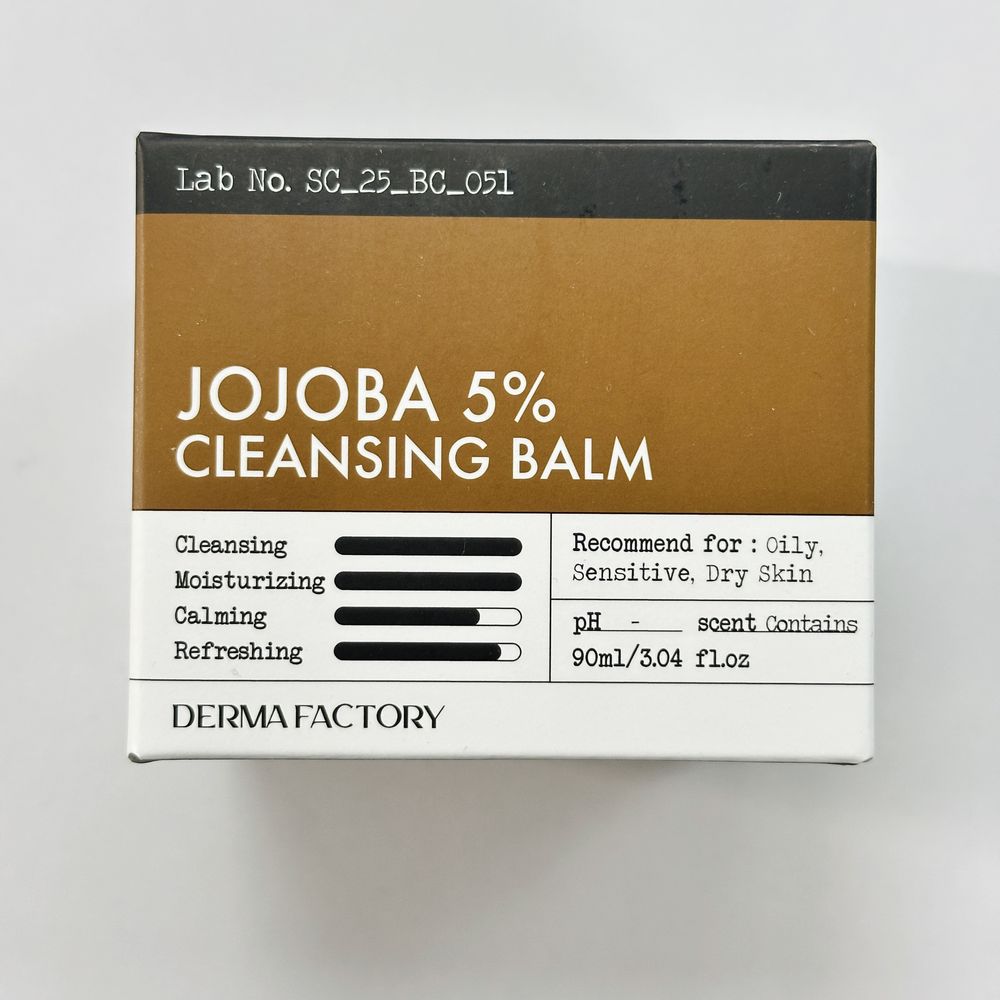 Lab No. SC_25_BC_051
JOJOBA 5%
CLEANSING BALM
Cleansing
Moisturizing
Calming
Refreshing
Recommend for : Oily,
Sensitive, Dry Skin
pH - scent Contains
90ml/3.04 fl.oz
DERMA FACTORY